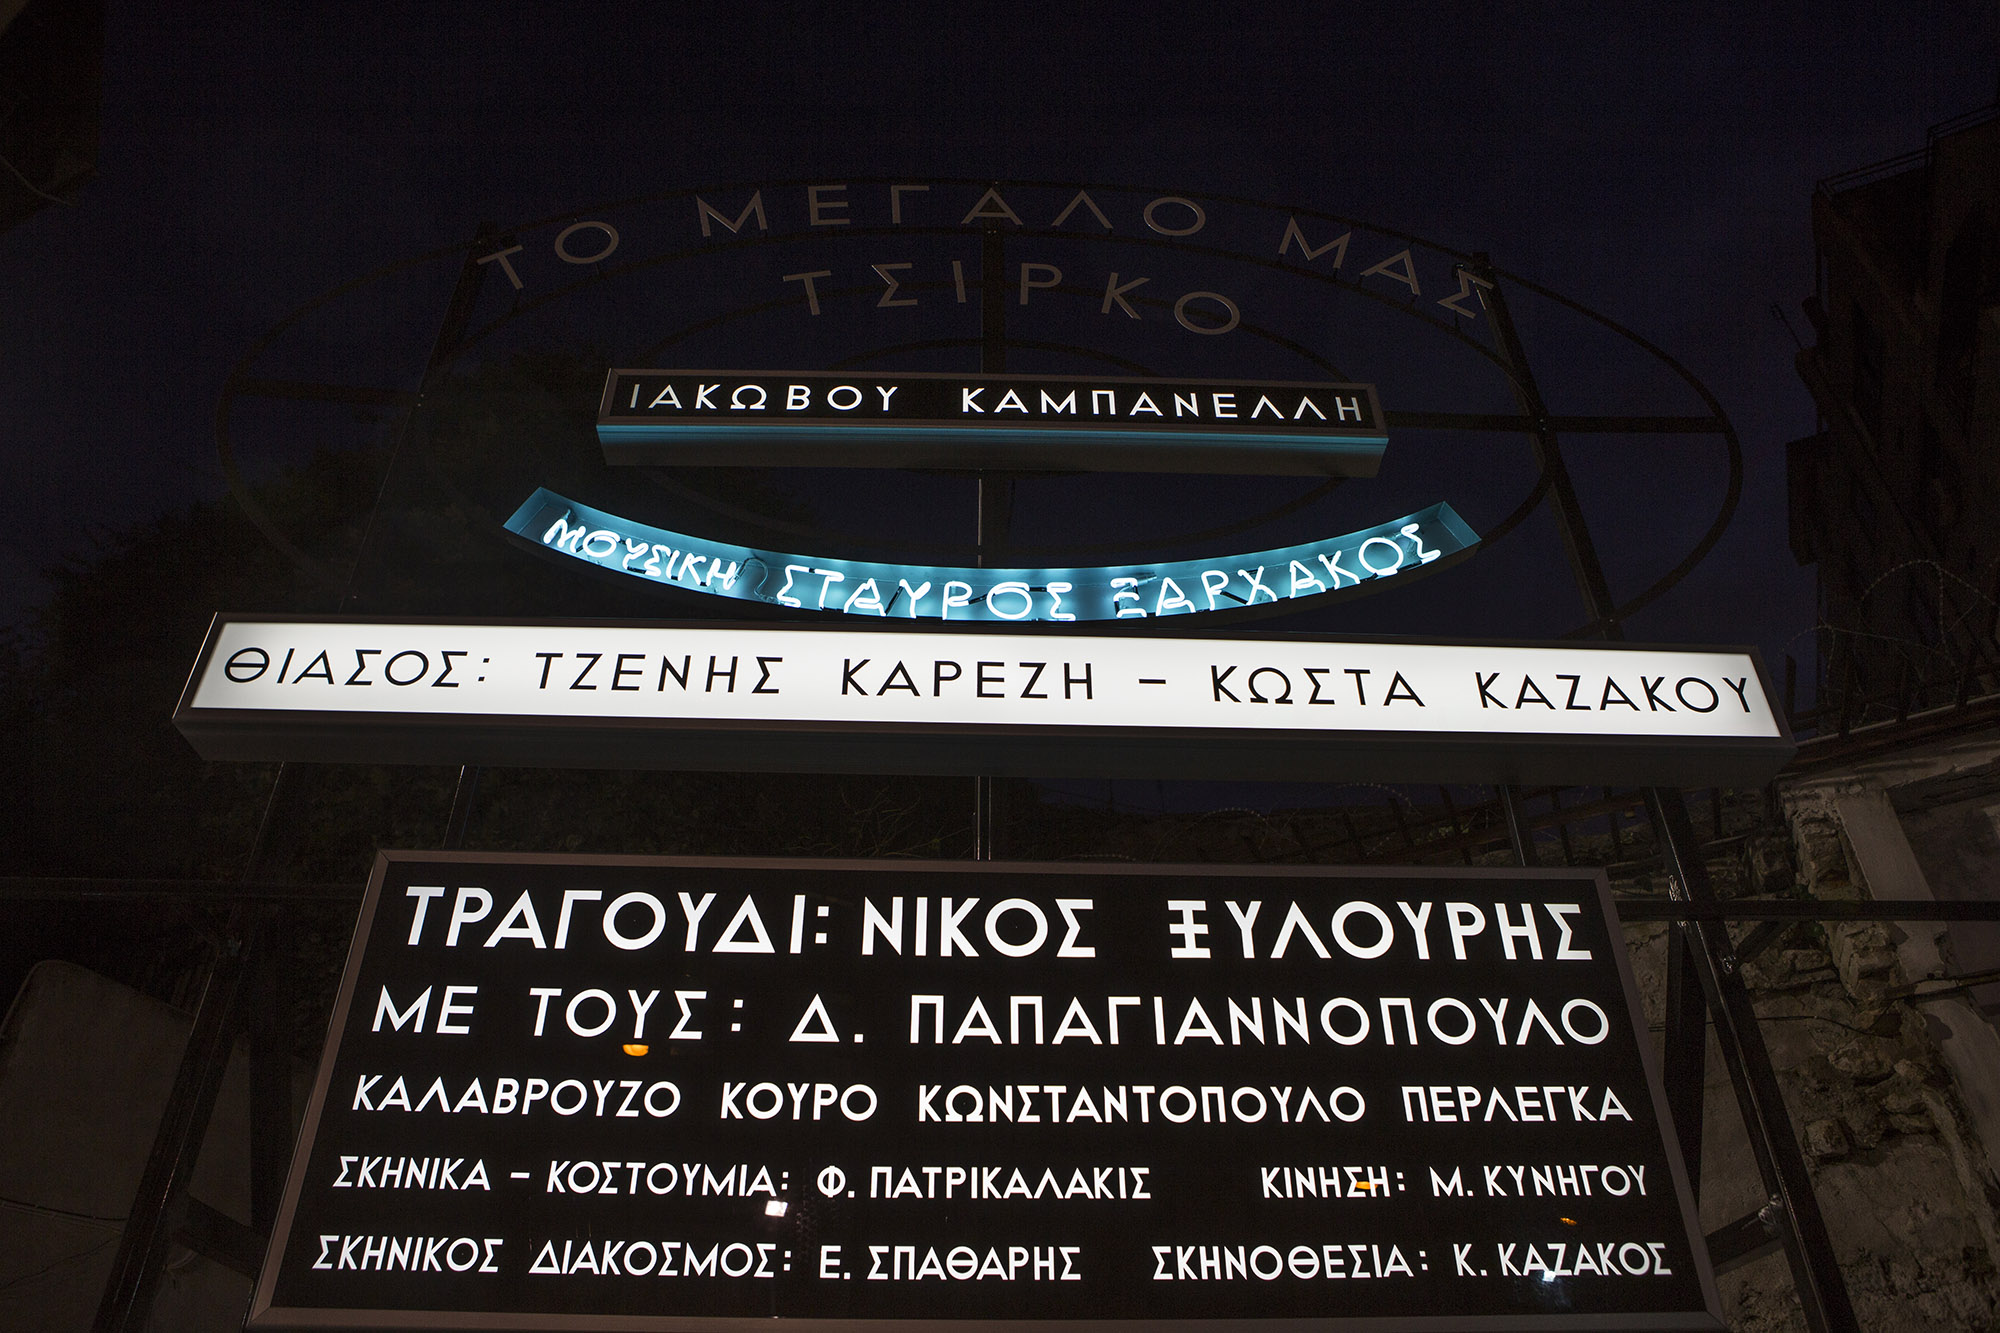 ΤΟ ΜΕΓΑΛΟ ΜΑΣ
ΤΣΙΡΚΟ
ΙΑΚΩΒΟΥ ΚΑΜΠΑΝΕΛΛΗ
ΜΟΥΣΙΚΗ ΣΤΑΥΡΟΣ ΞΑΡΧΑΚΟΣ
ΘΙΑΣΟΣ: ΤΖΕΝΗΣ ΚΑΡΕΖΗ – ΚΩΣΤΑ ΚΑΖΑΚΟΥ
ΤΡΑΓΟΥΔΙ: ΝΙΚΟΣ ΞΥΛΟΥΡΗΣ
ΜΕ ΤΟΥΣ: Δ. ΠΑΠΑΓΙΑΝΝΟΠΟΥΛΟ
ΚΑΛΑΒΡΟΥΖΟ ΚΟΥΡΟ ΚΩΝΣΤΑΝΤΟΠΟΥΛΟ ΠΕΡΛΕΓΚΑ
ΣΚΗΝΙΚΑ – ΚΟΣΤΟΥΜΙΑ: Φ. ΠΑΤΡΙΚΑΛΑΚΙΣ ΚΙΝΗΣΗ: Μ. ΚΥΝΗΓΟΥ
ΣΚΗΝΙΚΟΣ ΔΙΑΚΟΣΜΟΣ: Ε. ΣΠΑΘΑΡΗΣ ΣΚΗΝΟΘΕΣΙΑ: Κ. ΚΑΖΑΚΟΣ